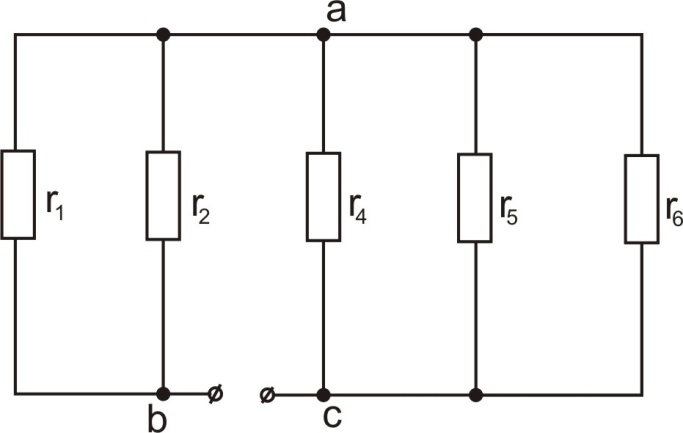 a
r₁ r₂ r₄ r₅ r₆
b c